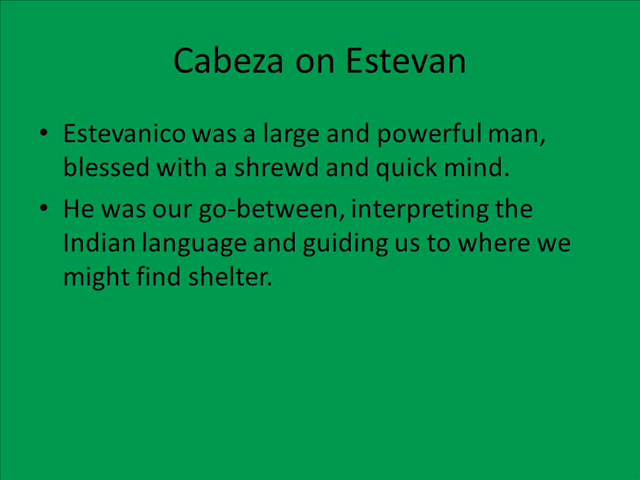 Cabeza on Estevan
• Estevanico was a large and powerful man,
blessed with a shrewd and quick mind.
• He was our go-between, interpreting the
Indian language and guiding us to where we
might find shelter.